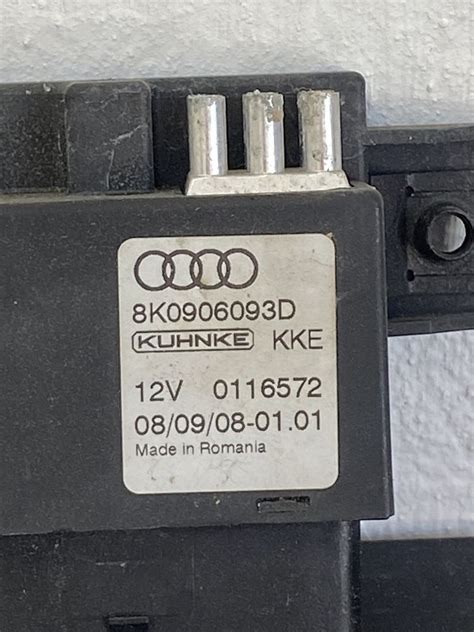 8K0906093D
KUHNKE KKE
12V 0116572
08/09/08-01.01
Made in Romania